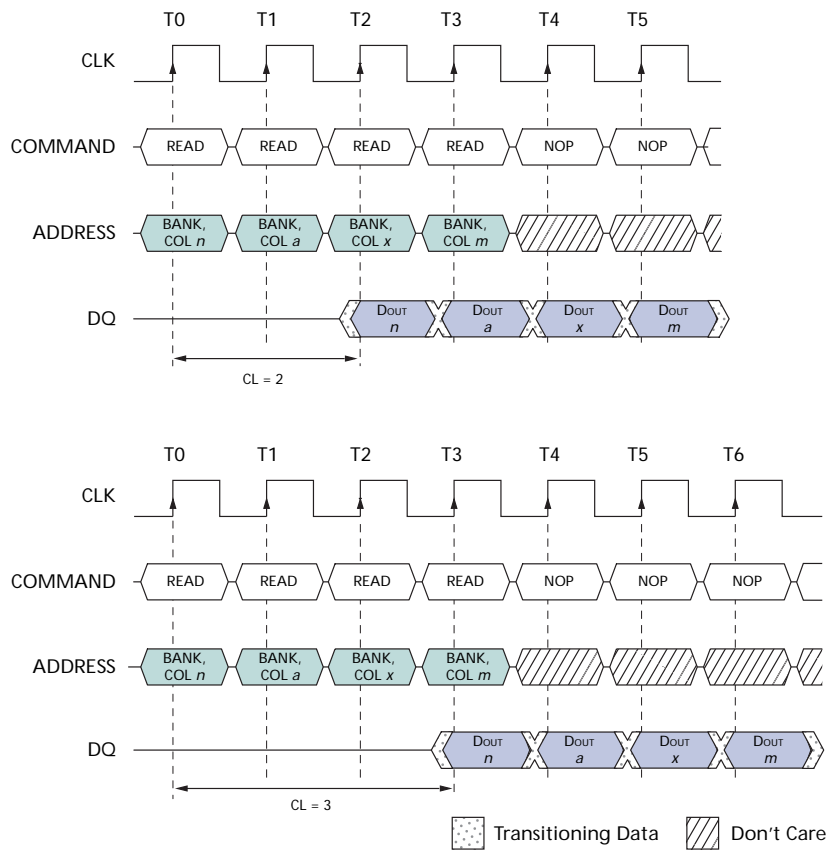 T0 T1 T2 T3 T4 T5
CLK
COMMAND READ READ READ READ NOP NOP
ADDRESS BANK, COL n BANK, COL a BANK, COL x BANK, COL m
DQ DOUT n DOUT a DOUT x DOUT m
CL = 2
T0 T1 T2 T3 T4 T5 T6
CLK
COMMAND READ READ READ READ NOP NOP NOP
ADDRESS BANK, COL n BANK, COL a BANK, COL x BANK, COL m
DQ DOUT n DOUT a DOUT x DOUT m
CL = 3
Transitioning Data Don't Care